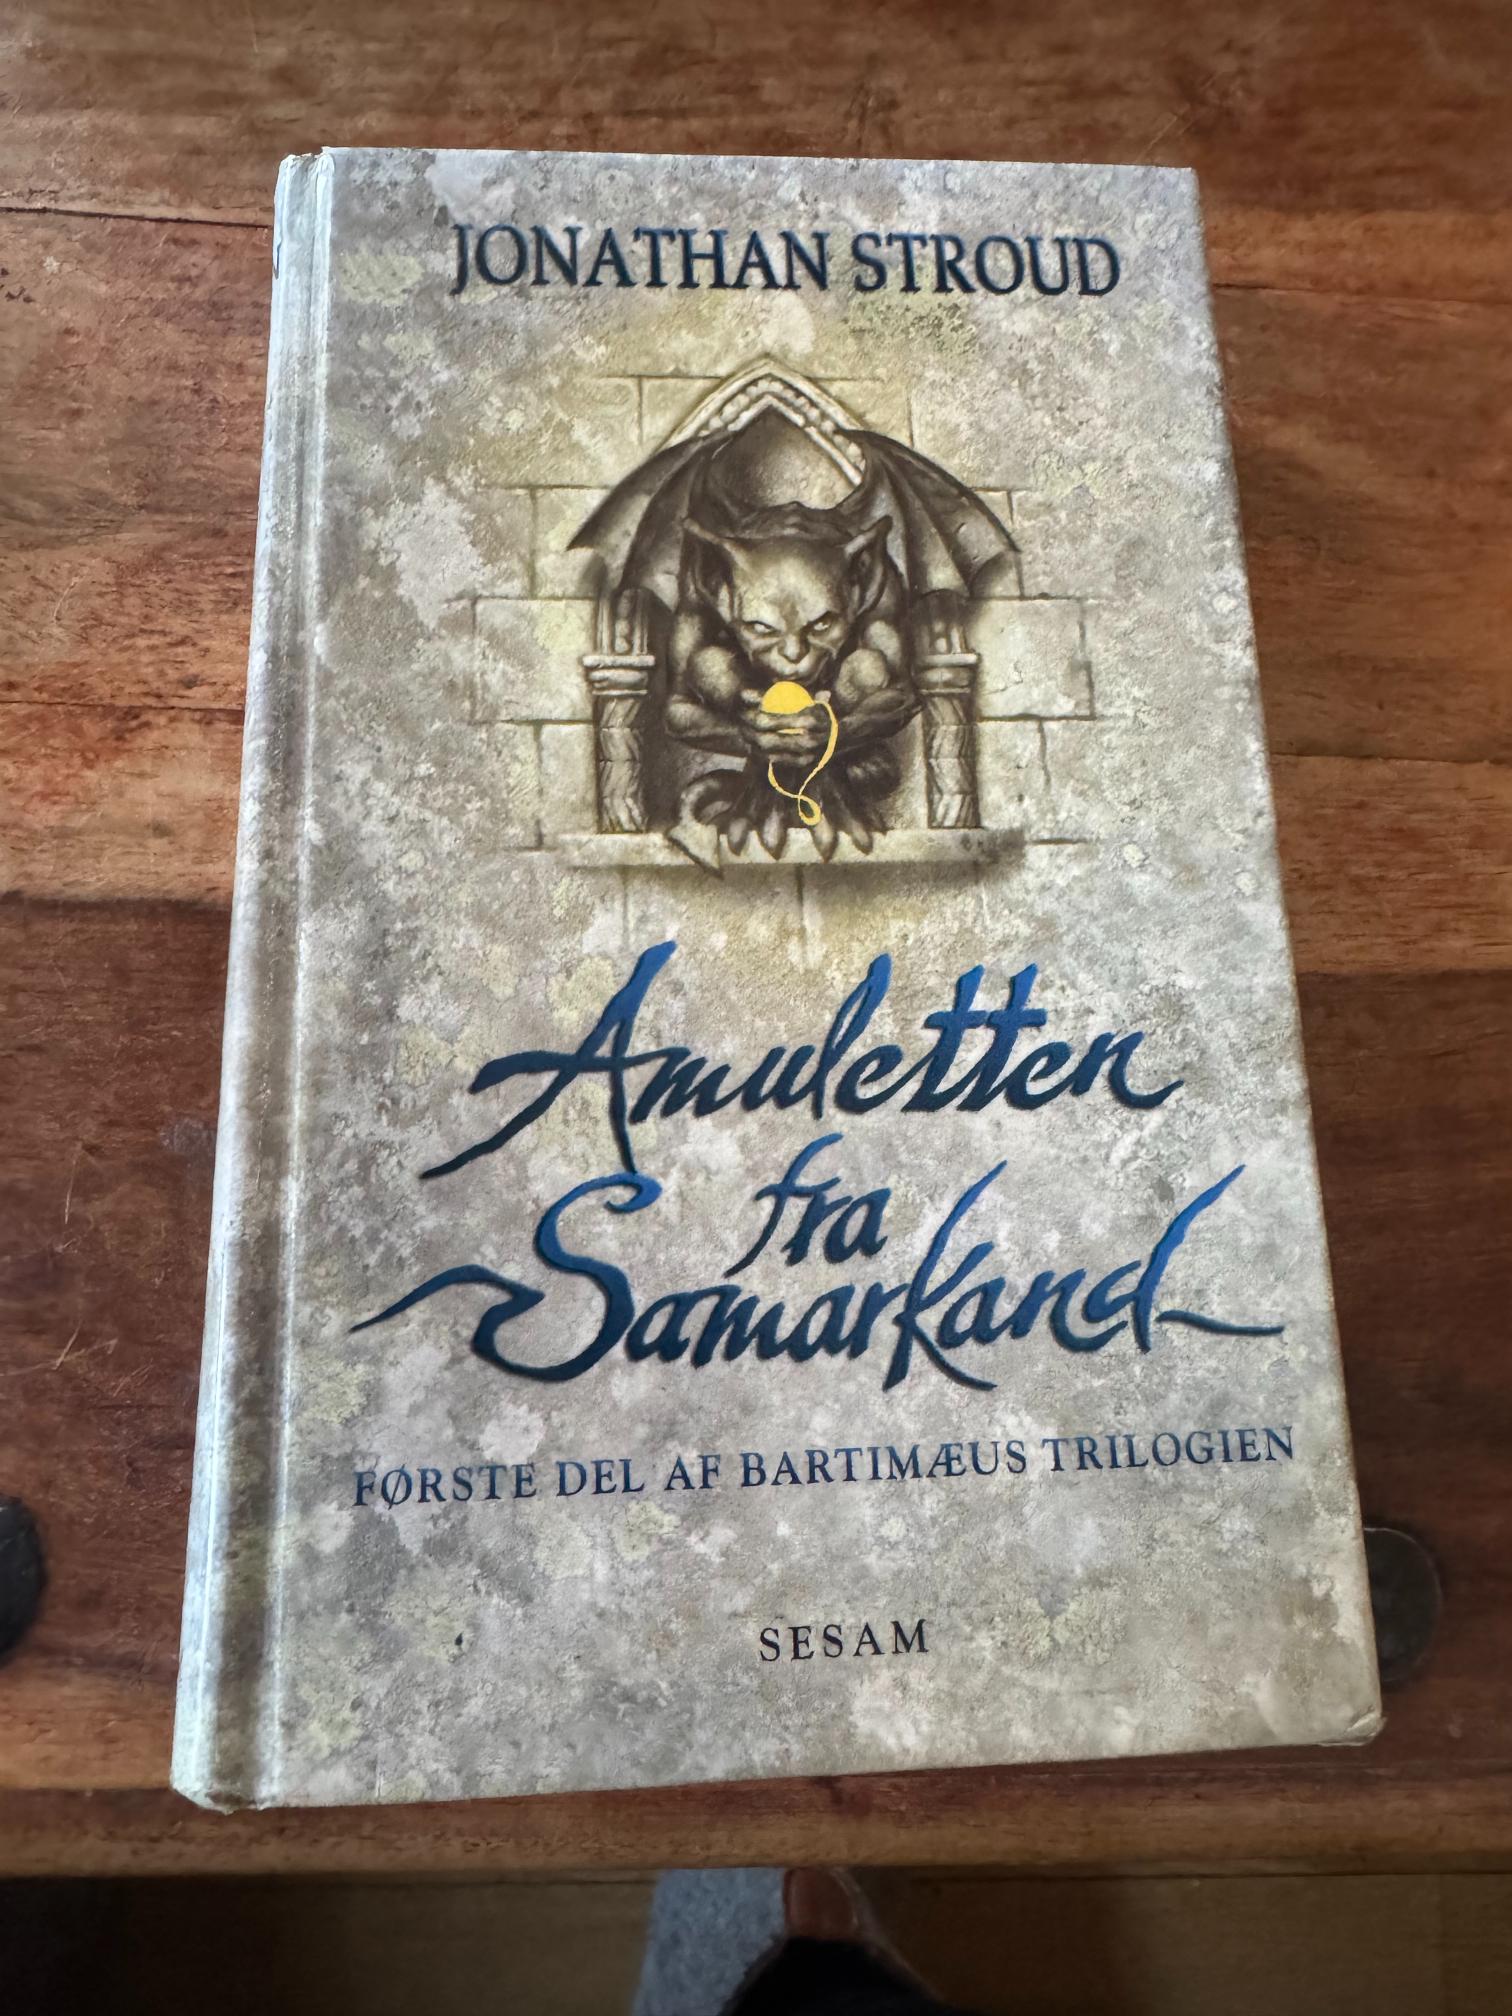 JONATHAN STROUD
Amuletten
fra
Samarkand
FØRSTE DEL AF BARTIMÆUS TRILOGIEN
SESAM